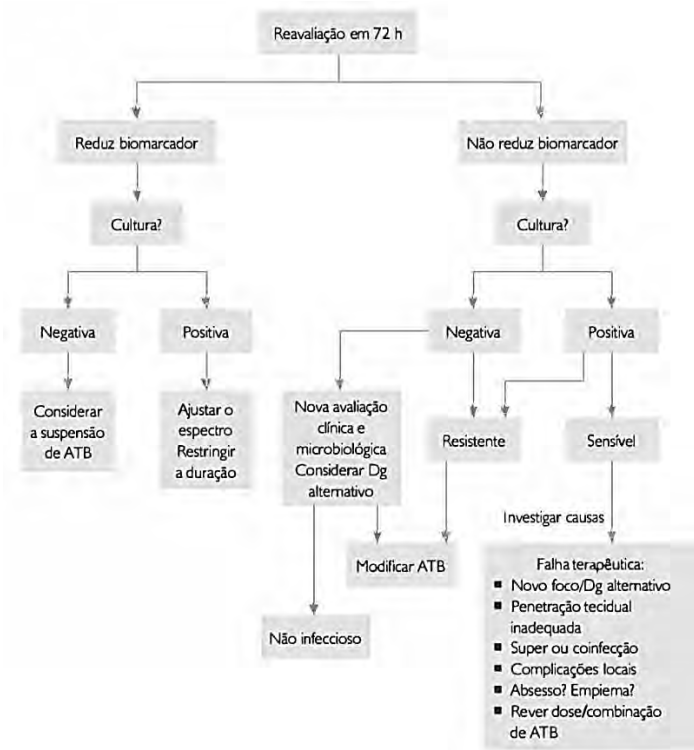 Reavaliação em 72 h
Reduz biomarcador
Não reduz biomarcador
Cultura?
Cultura?
Negativa
Positiva
Negativa
Positiva
Considerar
a suspensão
de ATB
Ajustar o
espectro
Restringir
a duração
Nova avaliação
clínica e
microbiológica
Considerar Dg
alternativo
Resistente
Sensível
Investigar causas
Modificar ATB
Não infeccioso
Falha terapêutica:
▪ Novo foco/Dg alternativo
▪ Penetração tecidual
inadequada
▪ Super ou coinfecção
▪ Complicações locais
▪ Absesso? Empiema?
▪ Rever dose/combinação
de ATB